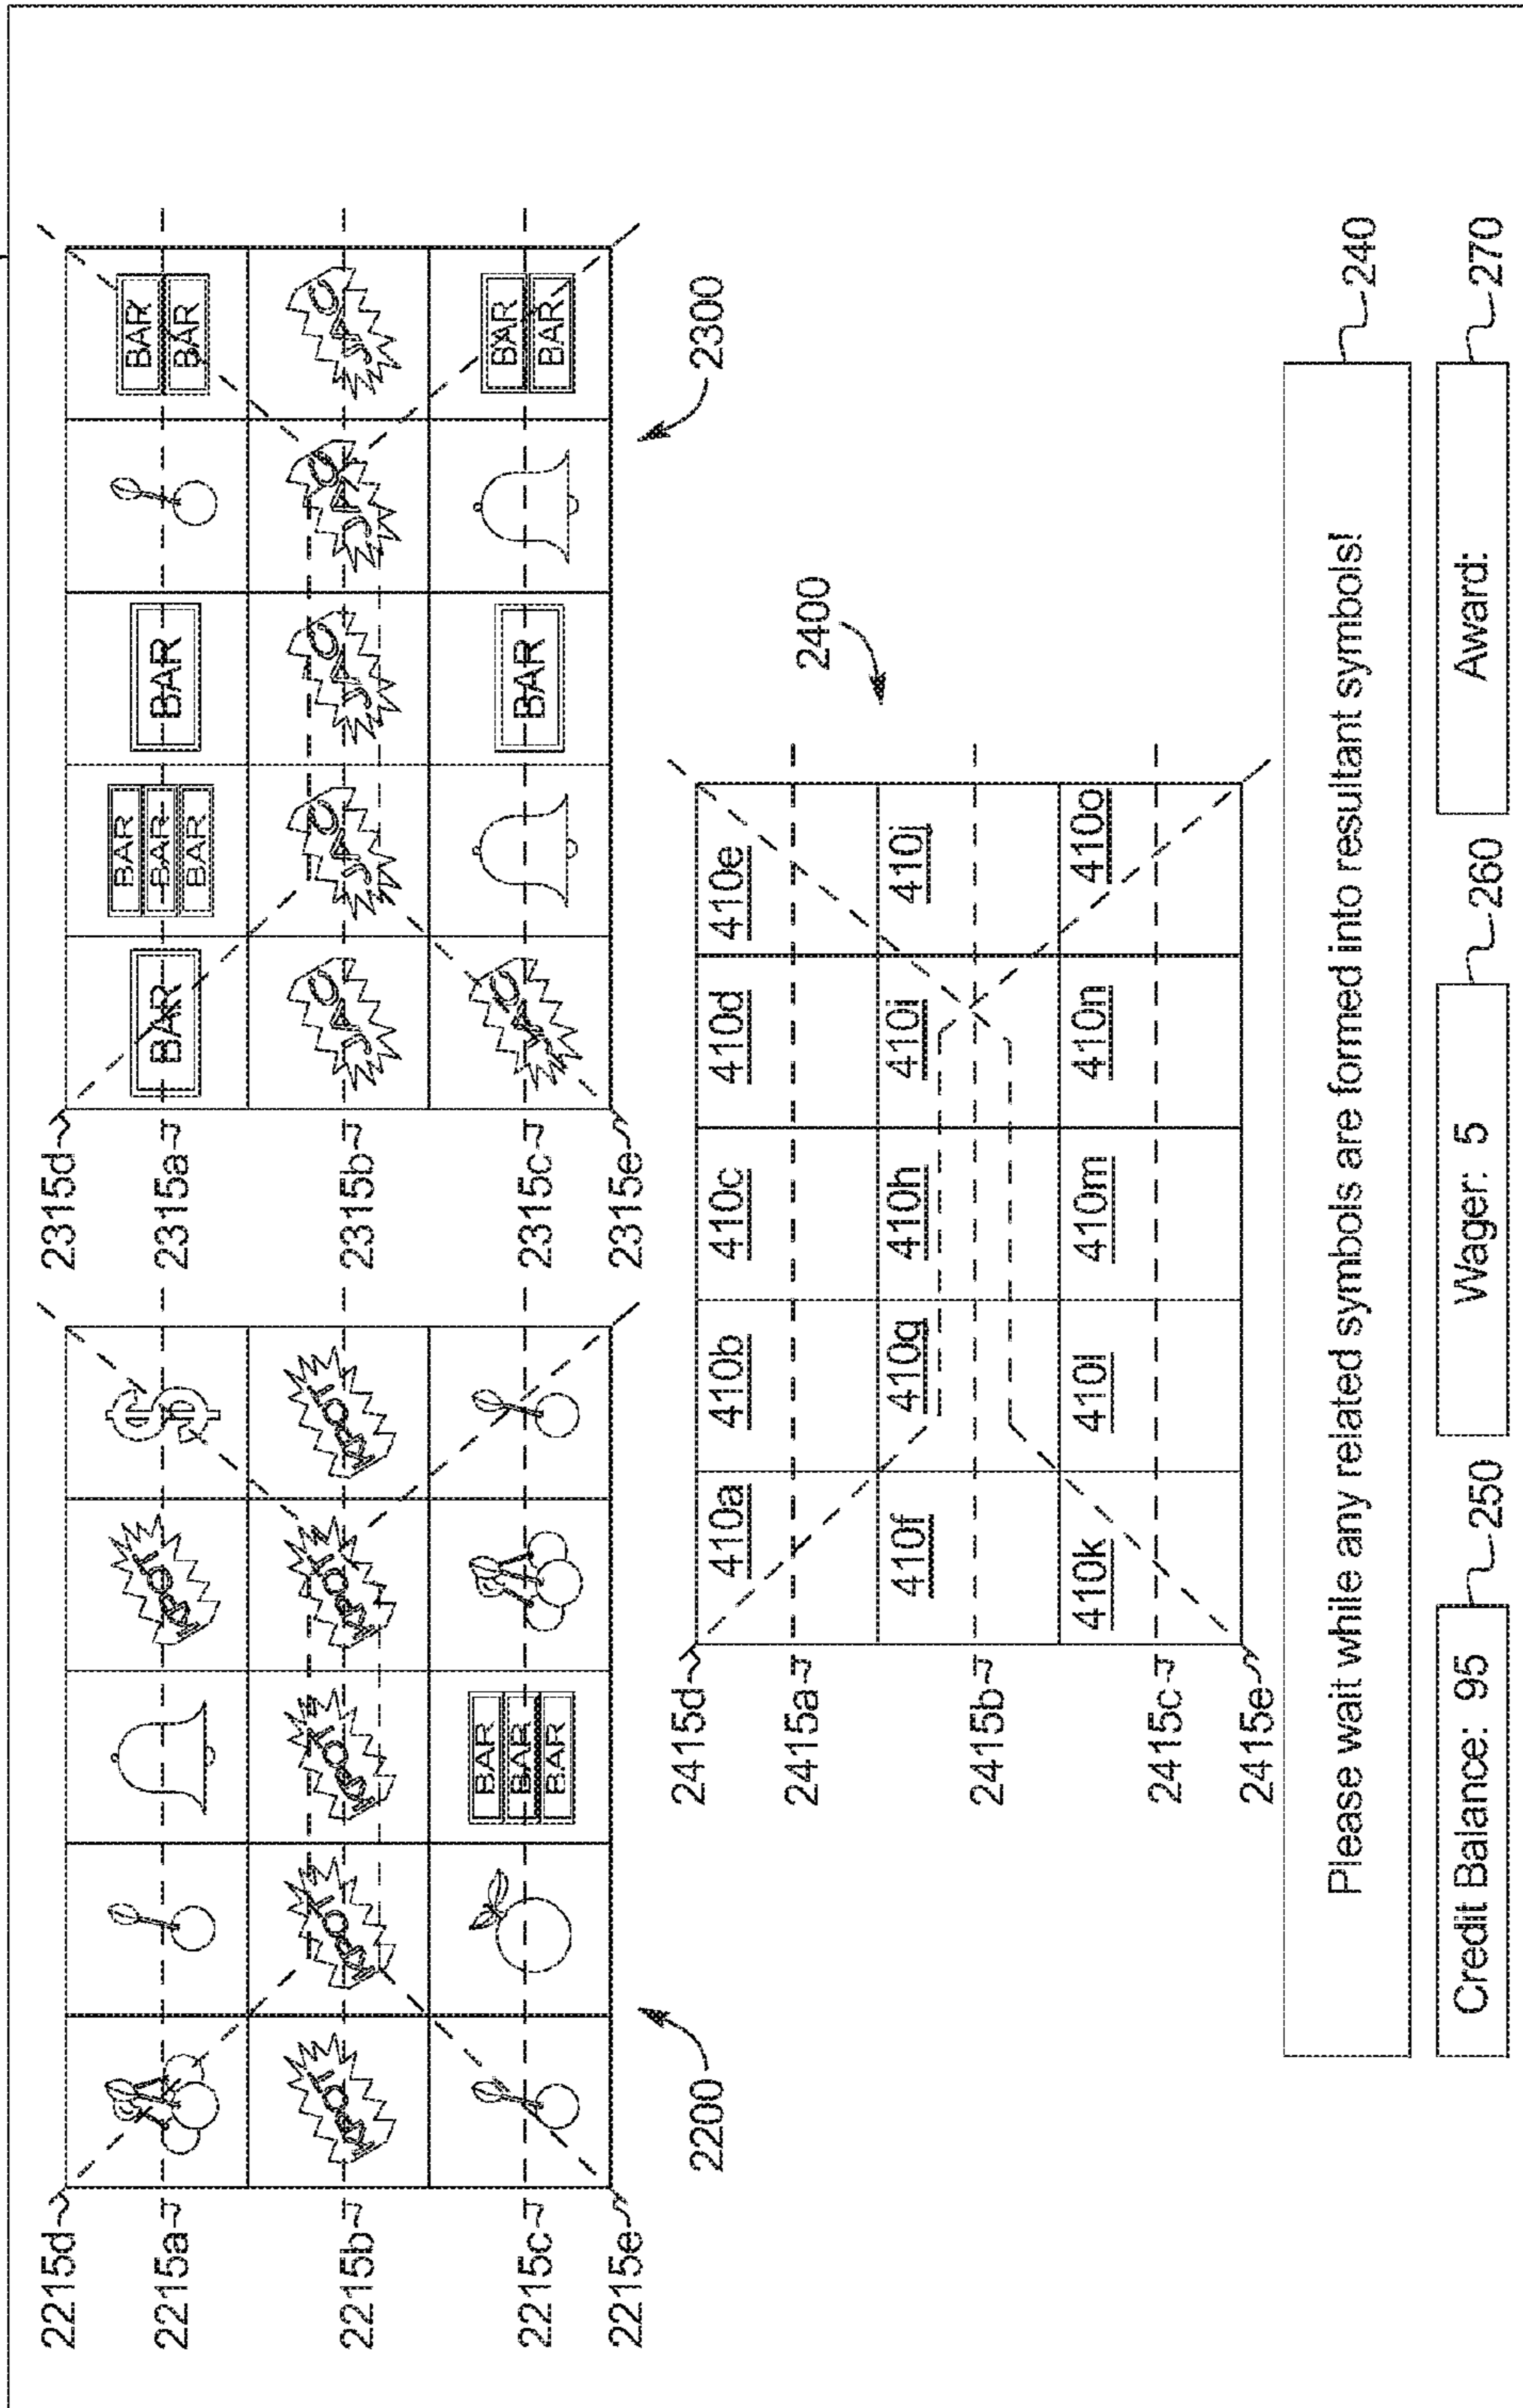 2215d
2215a
2215b
2215c
BAR
BAR
BAR
2215e
2200
2315d
2315a
BAR
BAR
BAR
BAR
BAR
BAR
BAR
2315b
2315c
BAR
BAR
BAR
2315e
2300
2400
2415d
410a 410b 410c 410d 410e
2415a
410f 410g 410h 410i 410j
2415b
410k 410l 410m 410n 410o
2415c
2415e
Please wait while any related symbols are formed into resultant symbols!
240
Credit Balance: 95
250
Wager: 5
260
Award:
270